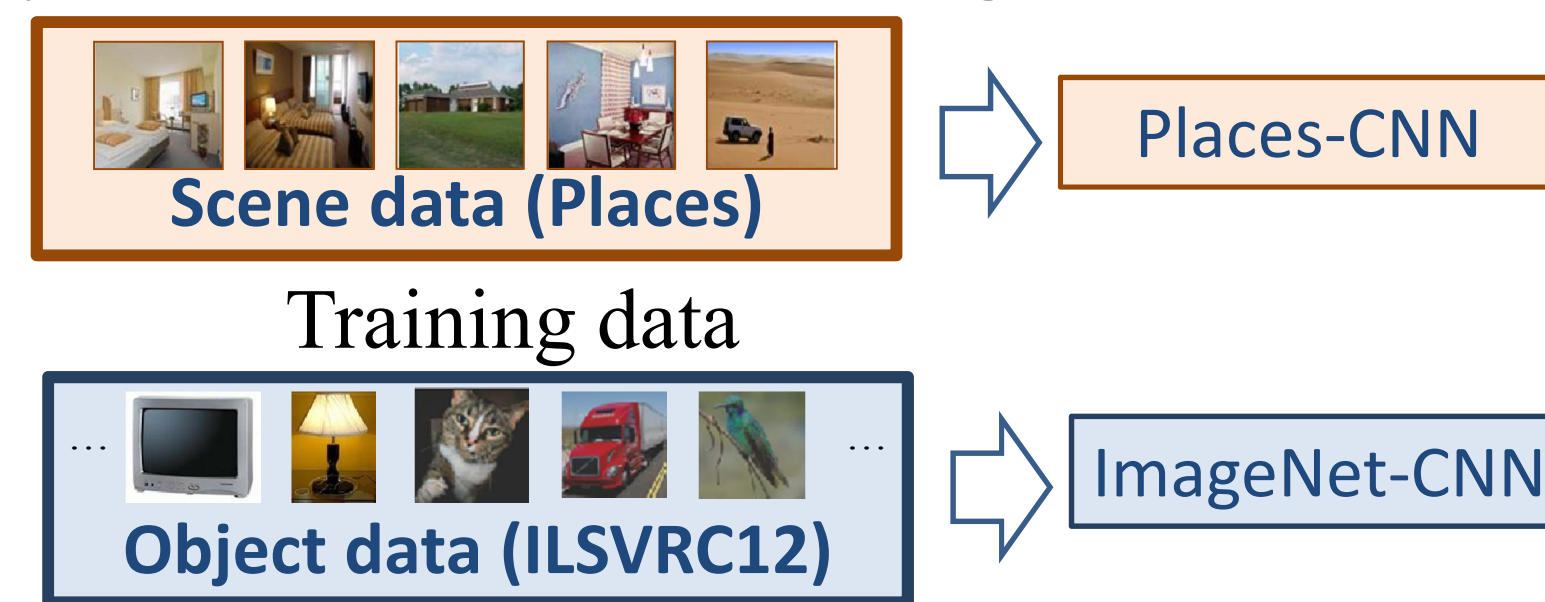 Scene data (Places)
Places-CNN
Training data
... ...
Object data (ILSVRC12)
ImageNet-CNN